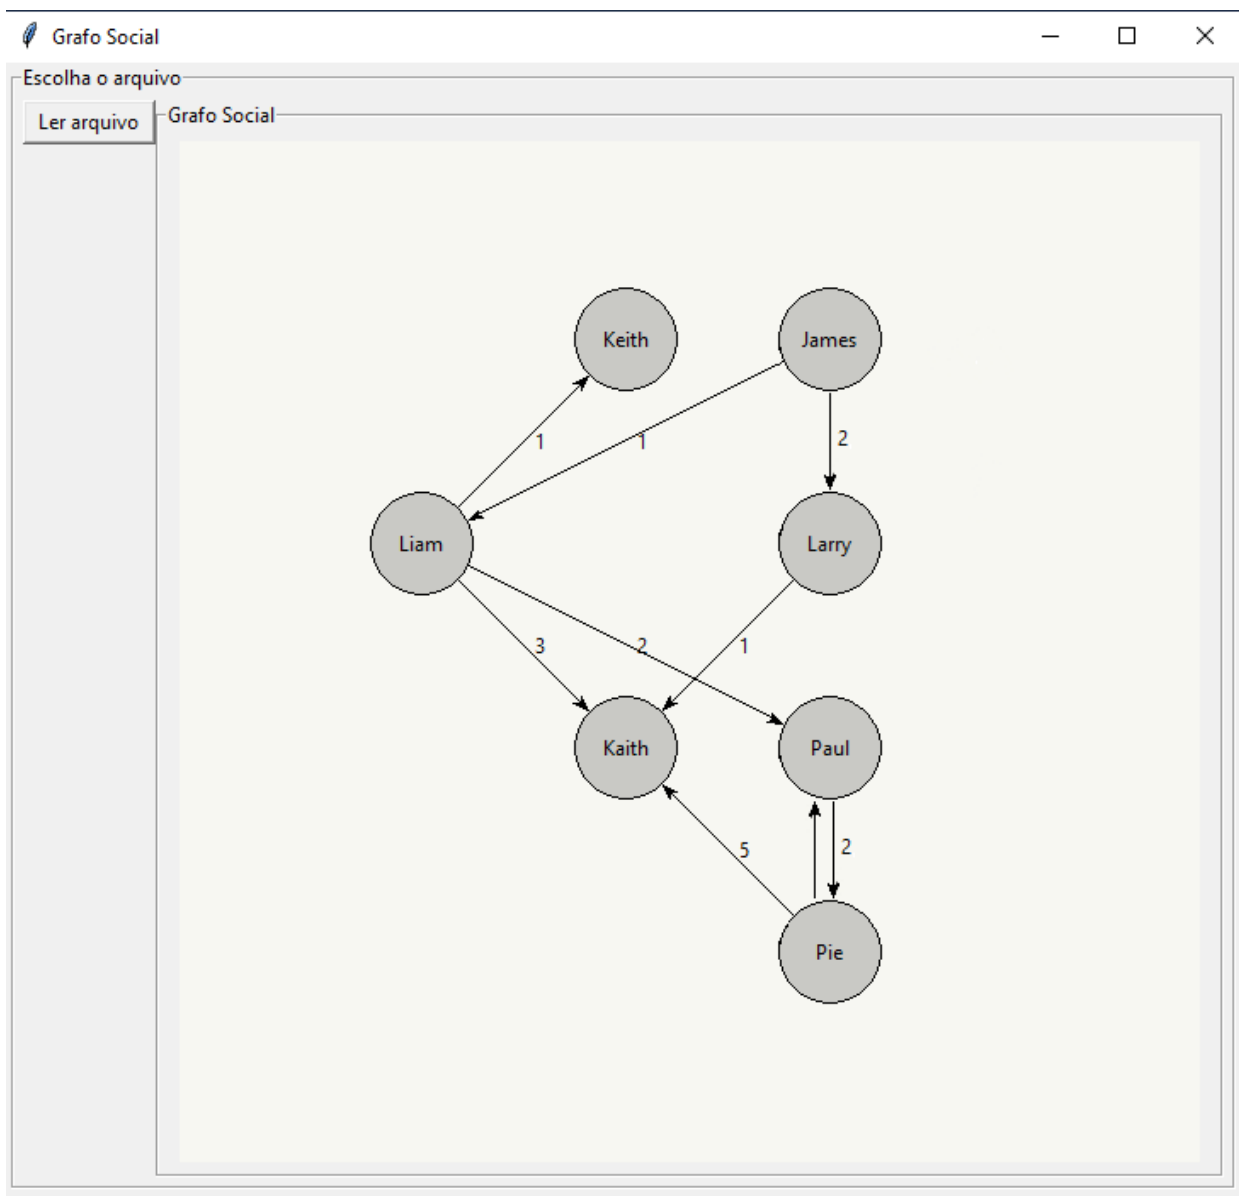 Grafo Social
Escolha o arquivo
Ler arquivo
Grafo Social
Keith
James
1
1
2
Liam
Larry
3
2
1
Kaith
Paul
5
2
Pie